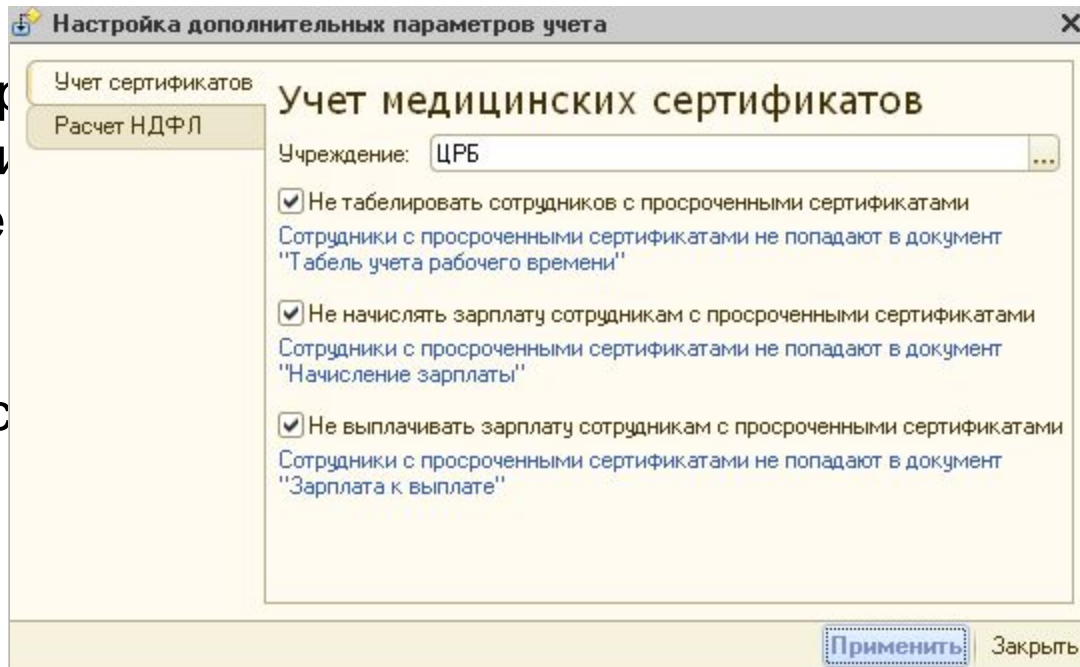 Настройка дополнительных параметров учета
Учет сертификатов
Расчет НДФЛ
Учет медицинских сертификатов
Учреждение: ЦРБ ...
Не табелировать сотрудников с просроченными сертификатами
Сотрудники с просроченными сертификатами не попадают в документ
"Табель учета рабочего времени"
Не начислять зарплату сотрудникам с просроченными сертификатами
Сотрудники с просроченными сертификатами не попадают в документ
"Начисление зарплаты"
Не выплачивать зарплату сотрудникам с просроченными сертификатами
Сотрудники с просроченными сертификатами не попадают в документ
"Зарплата к выплате"
Применить Закрыть